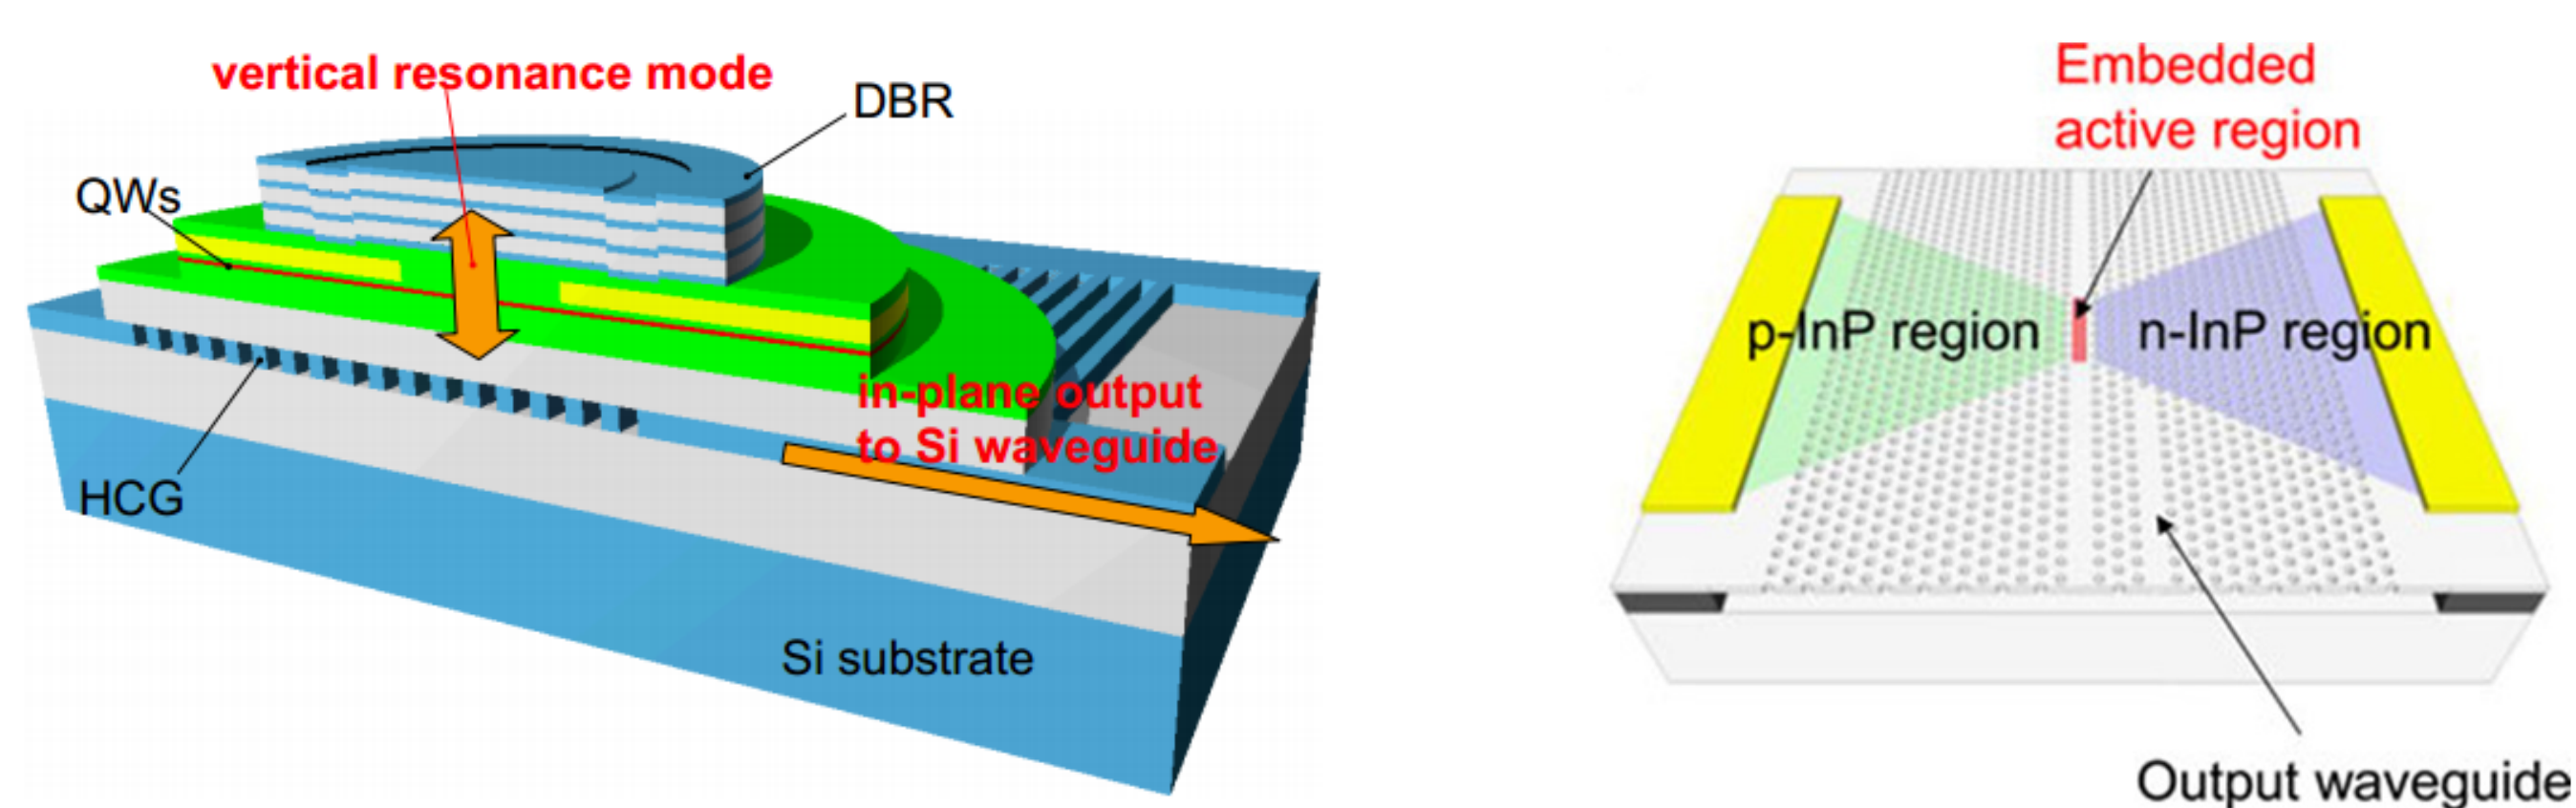 vertical resonance mode
DBR
QWs
in-plane output
to Si waveguide
HCG
Si substrate
Embedded
active region
p-InP region
n-InP region
Output waveguide